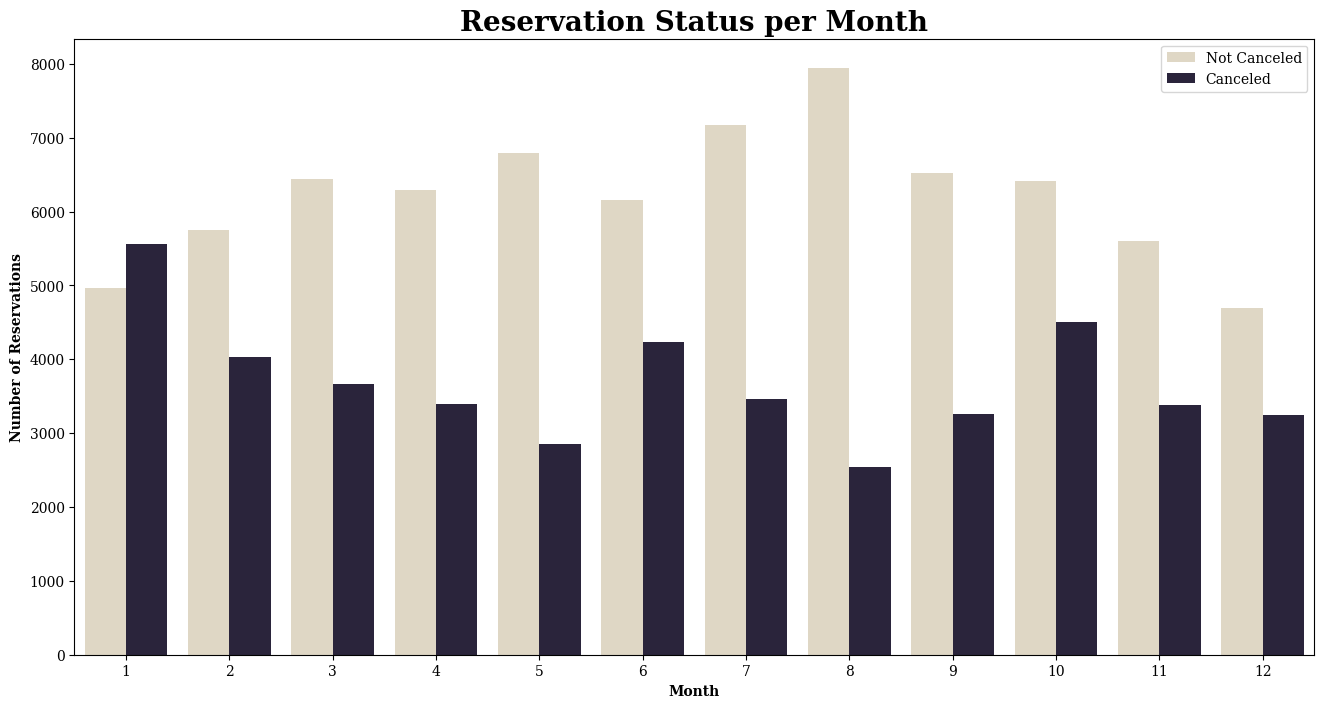 Reservation Status per Month
Not Canceled
Canceled
8000
7000
6000
5000
4000
3000
2000
1000
0
Number of Reservations
1 2 3 4 5 6 7 8 9 10 11 12
Month